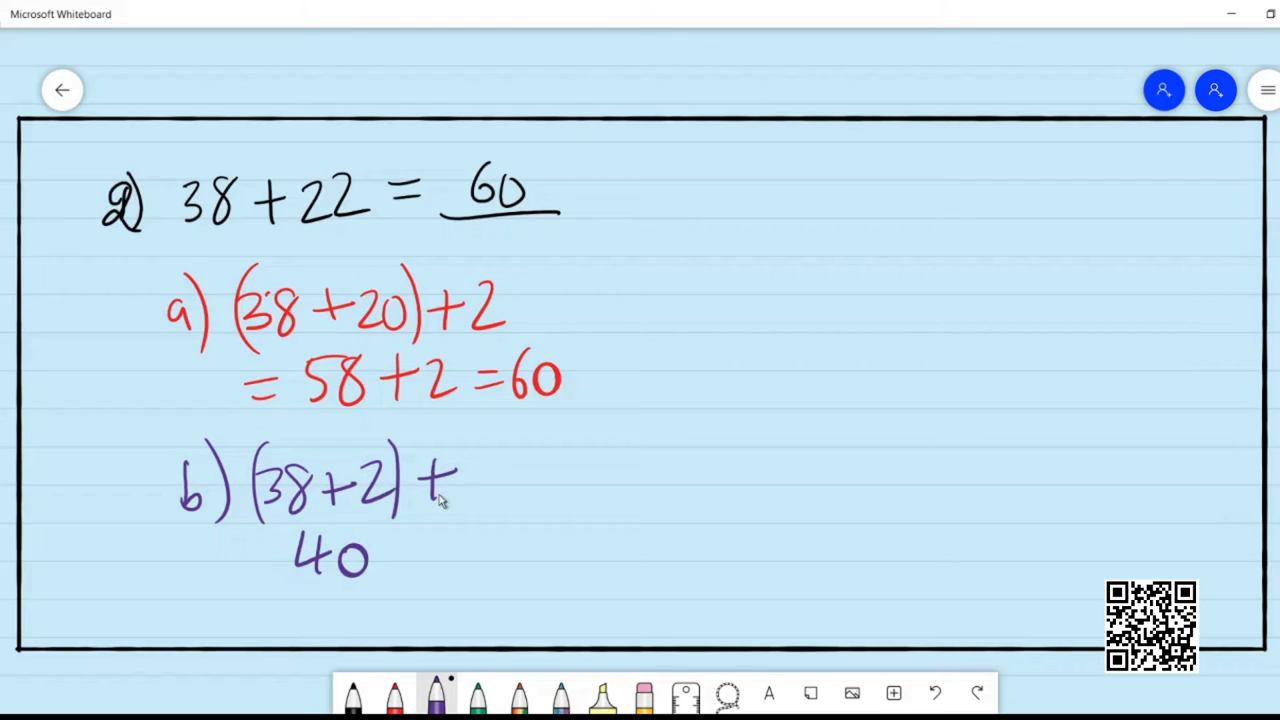 Microsoft Whiteboard
2) 38 + 22 = 60
a) (38 + 20) + 2
= 58 + 2 = 60
b) (38 + 2) +
40
A